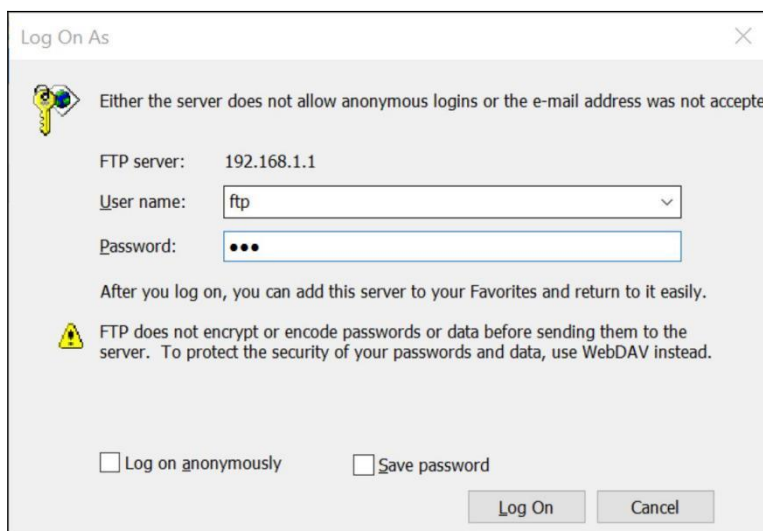 Log On As
Either the server does not allow anonymous logins or the e-mail address was not accepte
FTP server: 192.168.1.1
User name: ftp
Password: •••
After you log on, you can add this server to your Favorites and return to it easily.
FTP does not encrypt or encode passwords or data before sending them to the
server. To protect the security of your passwords and data, use WebDAV instead.
Log on anonymously Save password
Log On Cancel